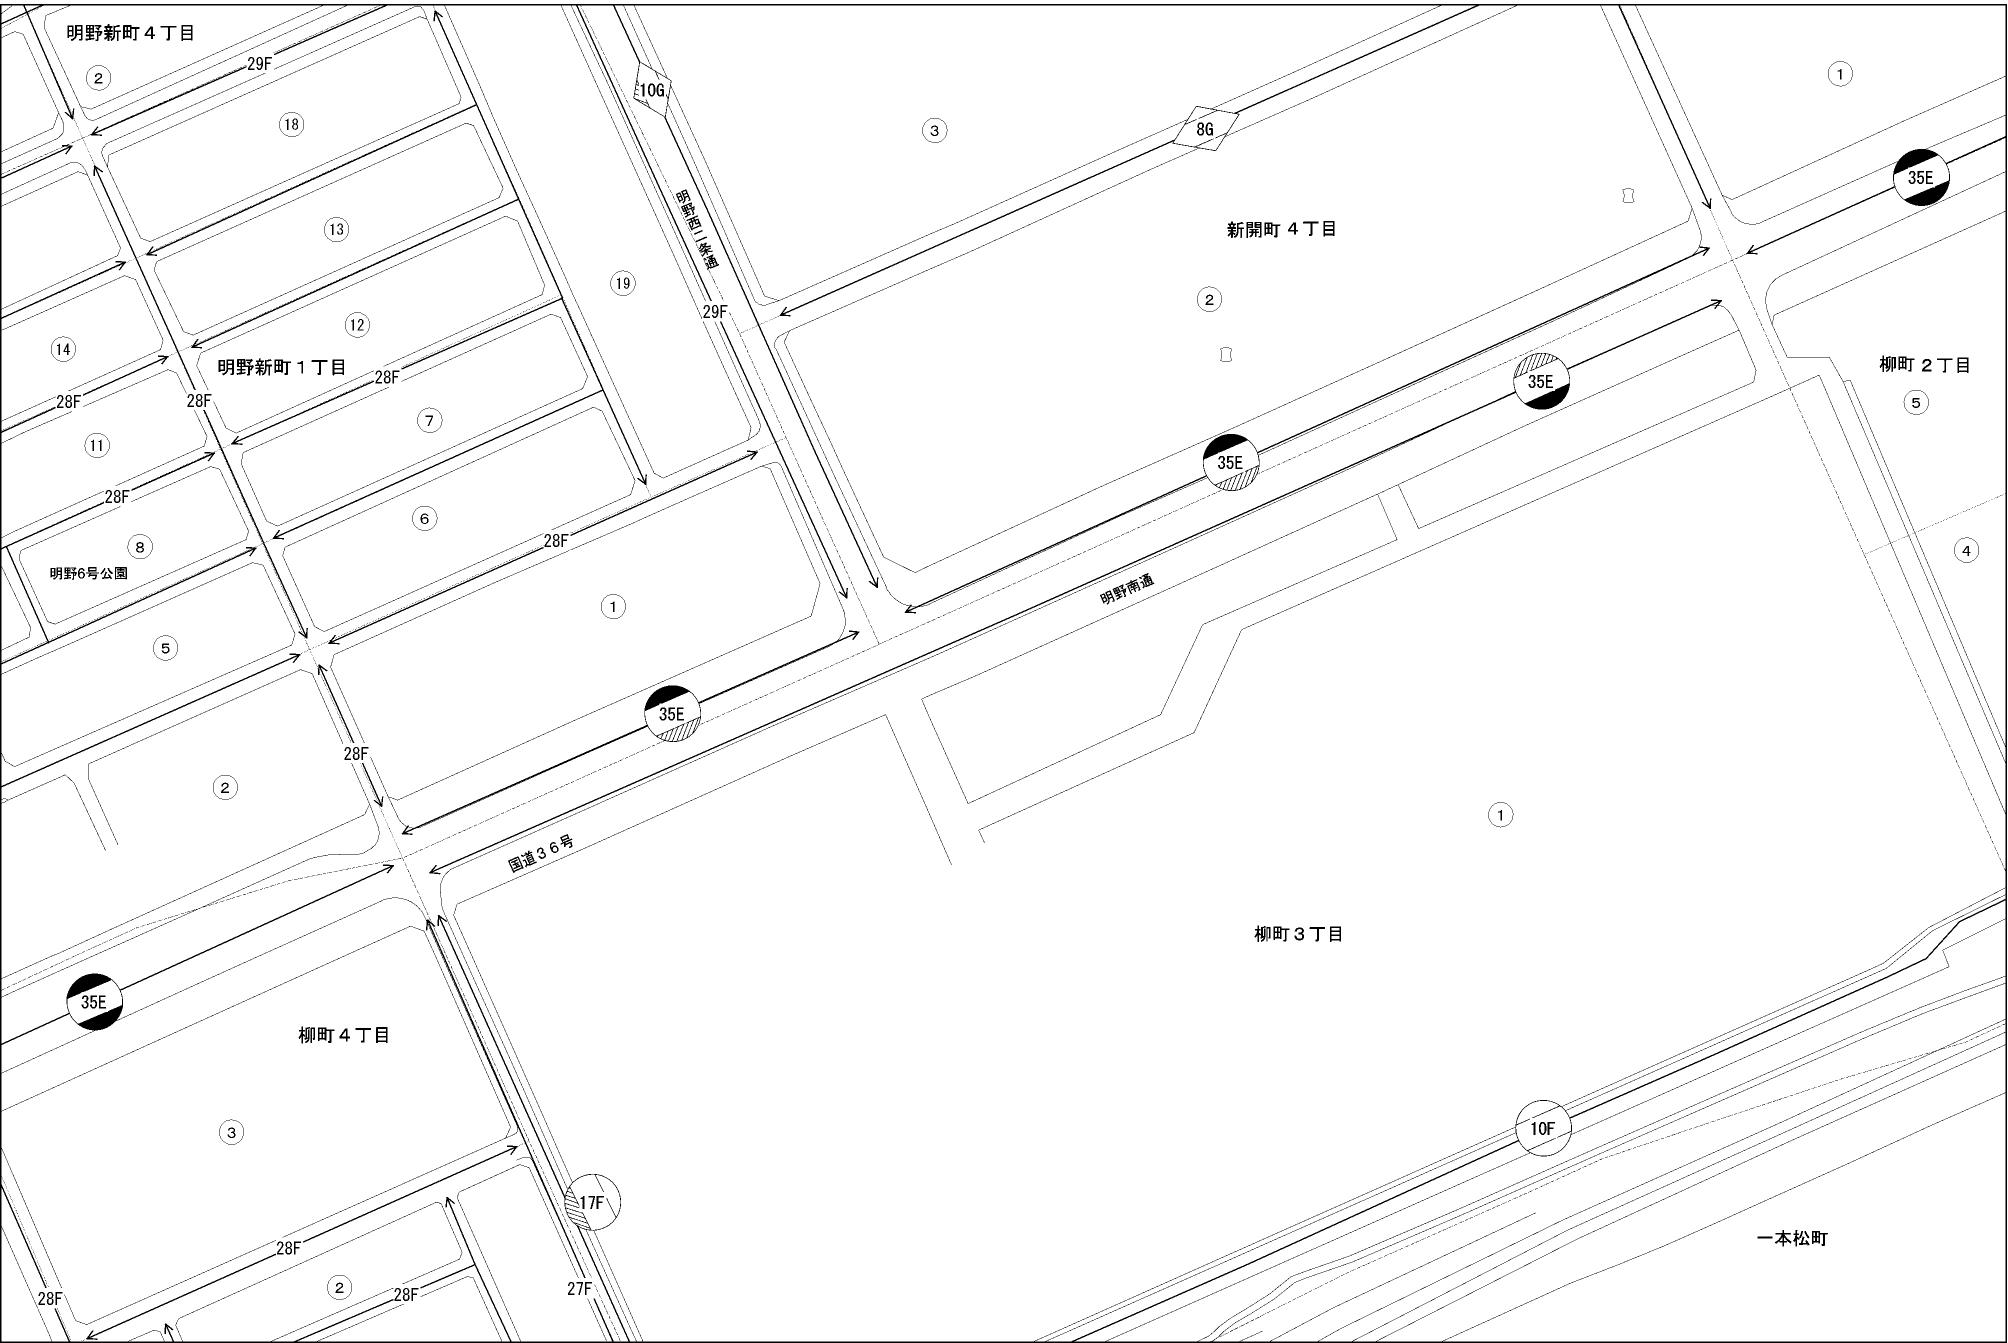 明野新町４丁目
29F
②
10G
①
⑱
③
8G
35E
⑬
明野西二条通
新開町４丁目
⑲
②
29F
⑫
⑭
明野新町１丁目
28F
28F
28F
柳町２丁目
35E
⑤
⑦
⑪
35E
28F
⑥
28F
⑧
明野6号公園
④
明野南通
①
⑤
35E
28F
②
①
国道３６号
柳町３丁目
35E
柳町４丁目
③
10F
17F
28F
一本松町
②
27F
28F
28F